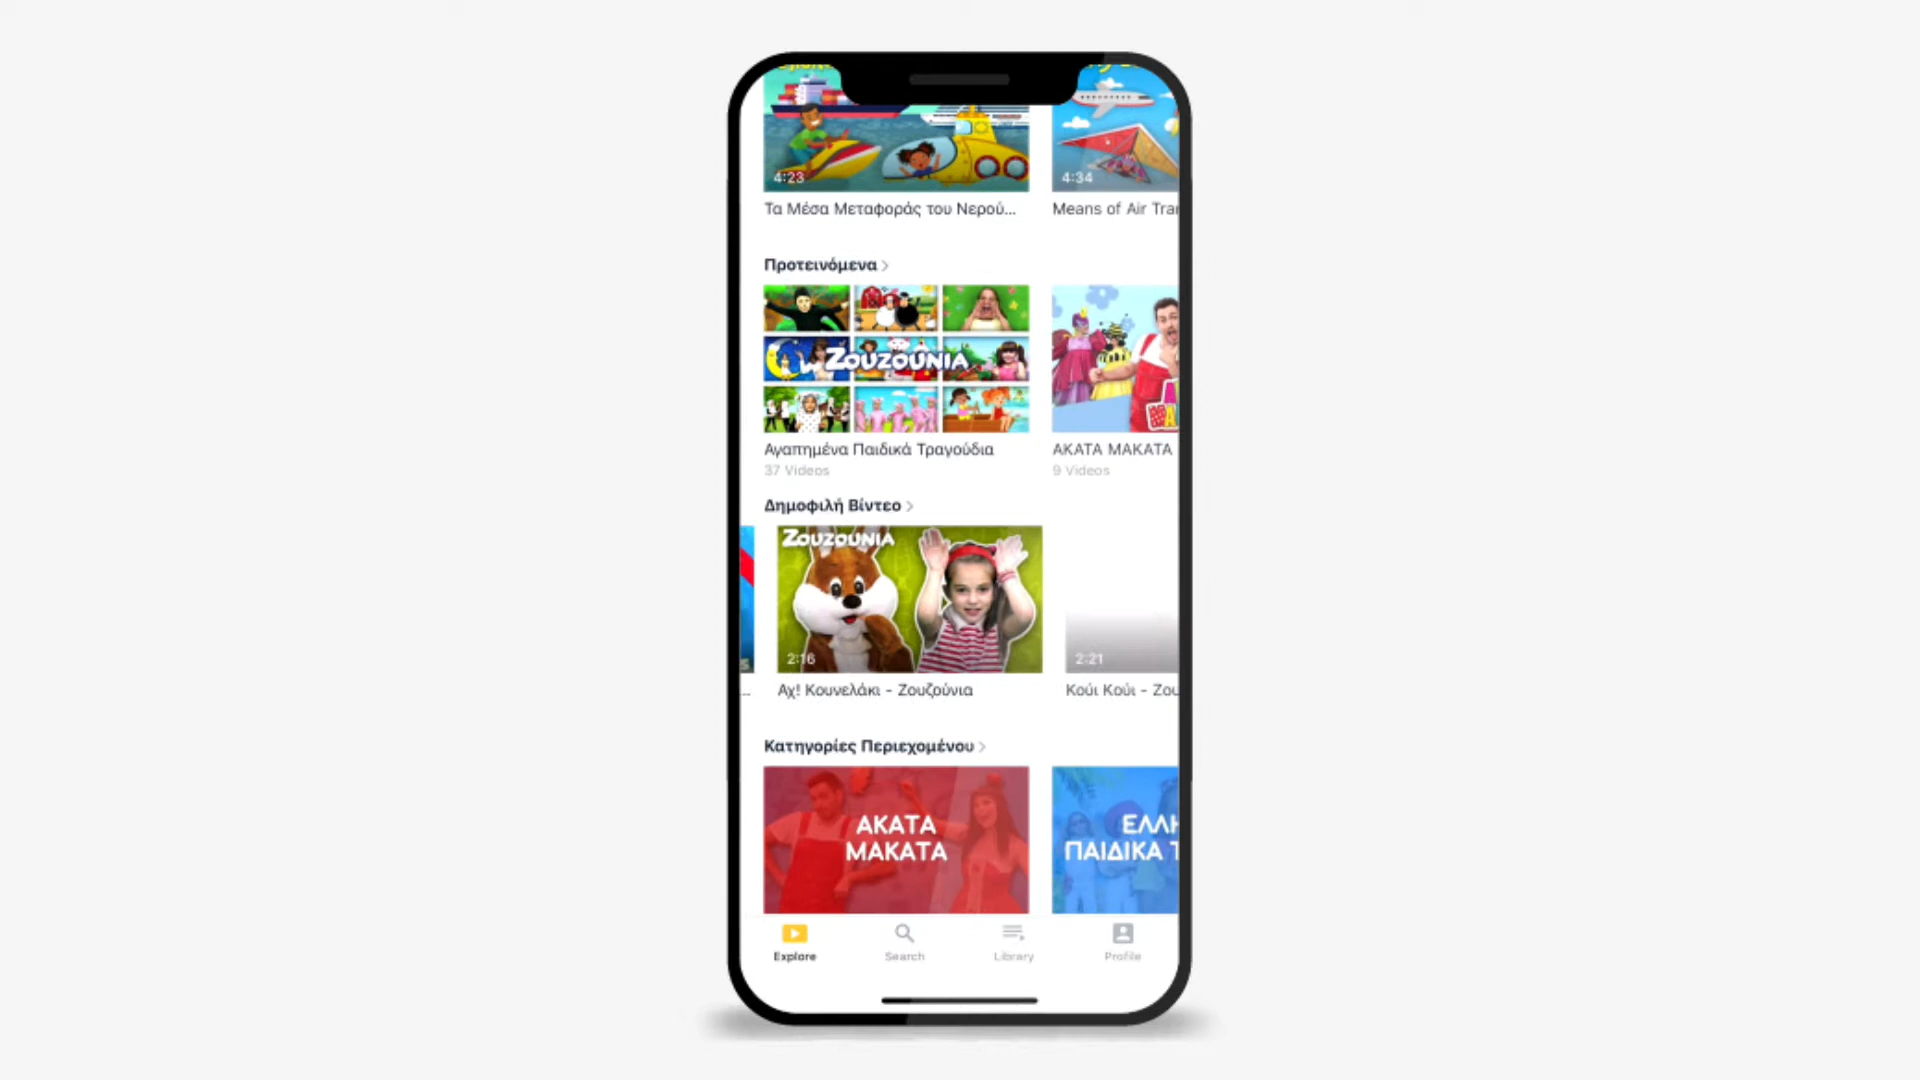 4:23
4:34
Τα Μέσα Μεταφοράς του Νερού...
Means of Air Tra
Προτεινόμενα >
ZOUZOUNIA
Αγαπημένα Παιδικά Τραγούδια
37 Videos
ΑΚΑΤΑ ΜΑΚΑΤΑ
9 Videos
Δημοφιλή Βίντεο >
ZOUZOUNIA
2:16
2:21
...
Αχ! Κουνελάκι - Ζουζούνια
Κούι Κούι - Ζου
Κατηγορίες Περιεχομένου >
ΑΚΑΤΑ
ΜΑΚΑΤΑ
ΕΛΛΗ
ΠΑΙΔΙΚΑ Τ
Explore
Search
Library
Profile